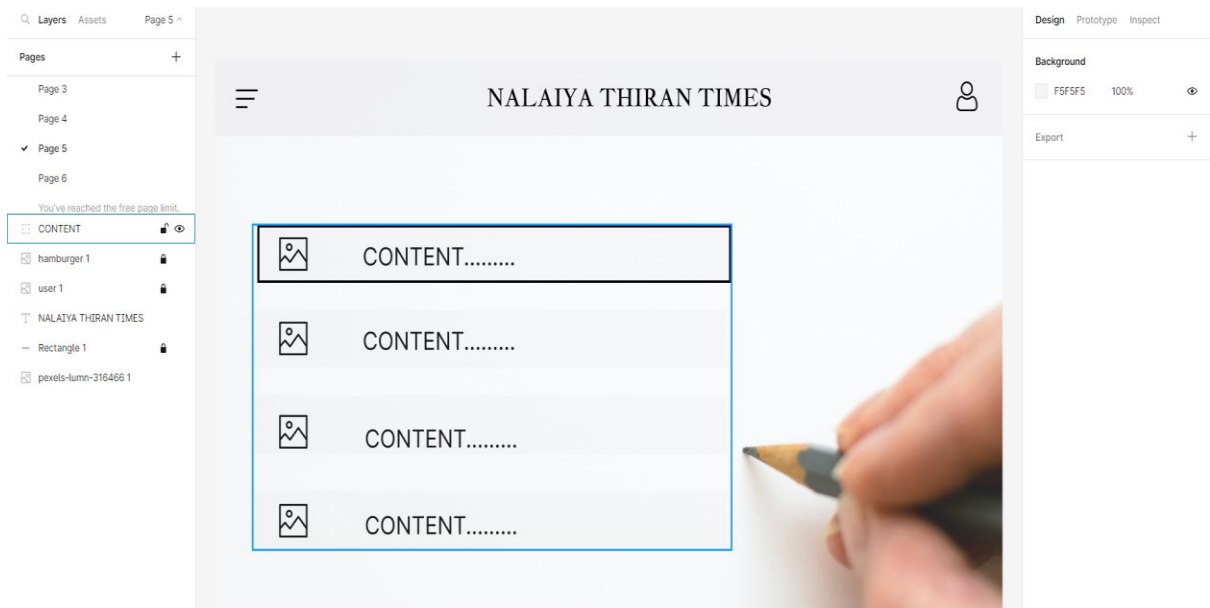 Layers Assets Page 5
Pages
Page 3
Page 4
Page 5
Page 6
You've reached the free page limit.
CONTENT
hamburger 1
user 1
NALAIYA THIRAN TIMES
Rectangle 1
pexels-lumn-316466 1
NALAIYA THIRAN TIMES
CONTENT.........
CONTENT.........
CONTENT.........
CONTENT.........
Design Prototype Inspect
Background
F5F5F5 100%
Export